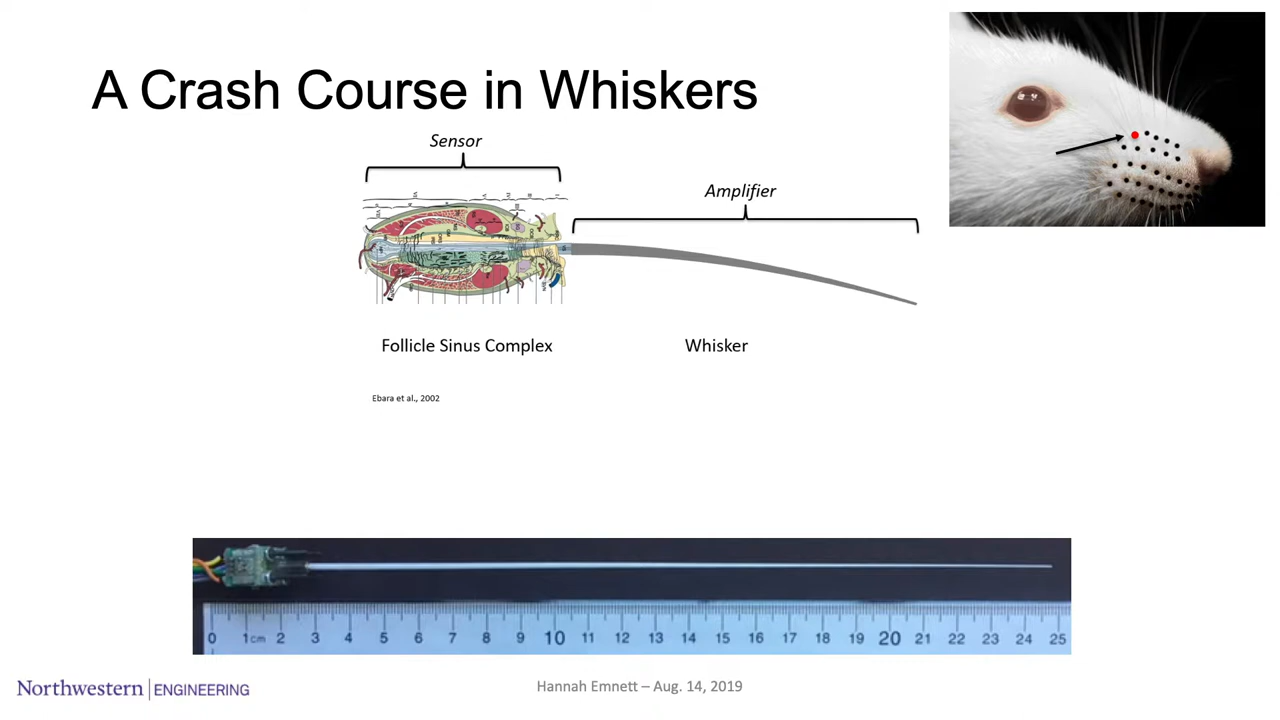 A Crash Course in Whiskers
Sensor
Amplifier
Follicle Sinus Complex
Whisker
Ebara et al., 2002
0 1cm 2 3 4 5 6 7 8 9 10 11 12 13 14 15 16 17 18 19 20 21 22 23 24 25
Northwestern | ENGINEERING
Hannah Emnett – Aug. 14, 2019